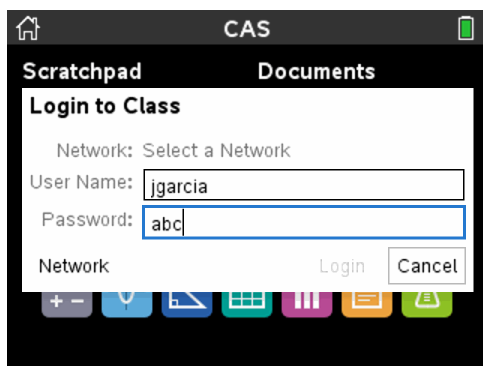 CAS
Scratchpad Documents
Login to Class
Network: Select a Network
User Name: jgarcia
Password: abc
Network Login Cancel